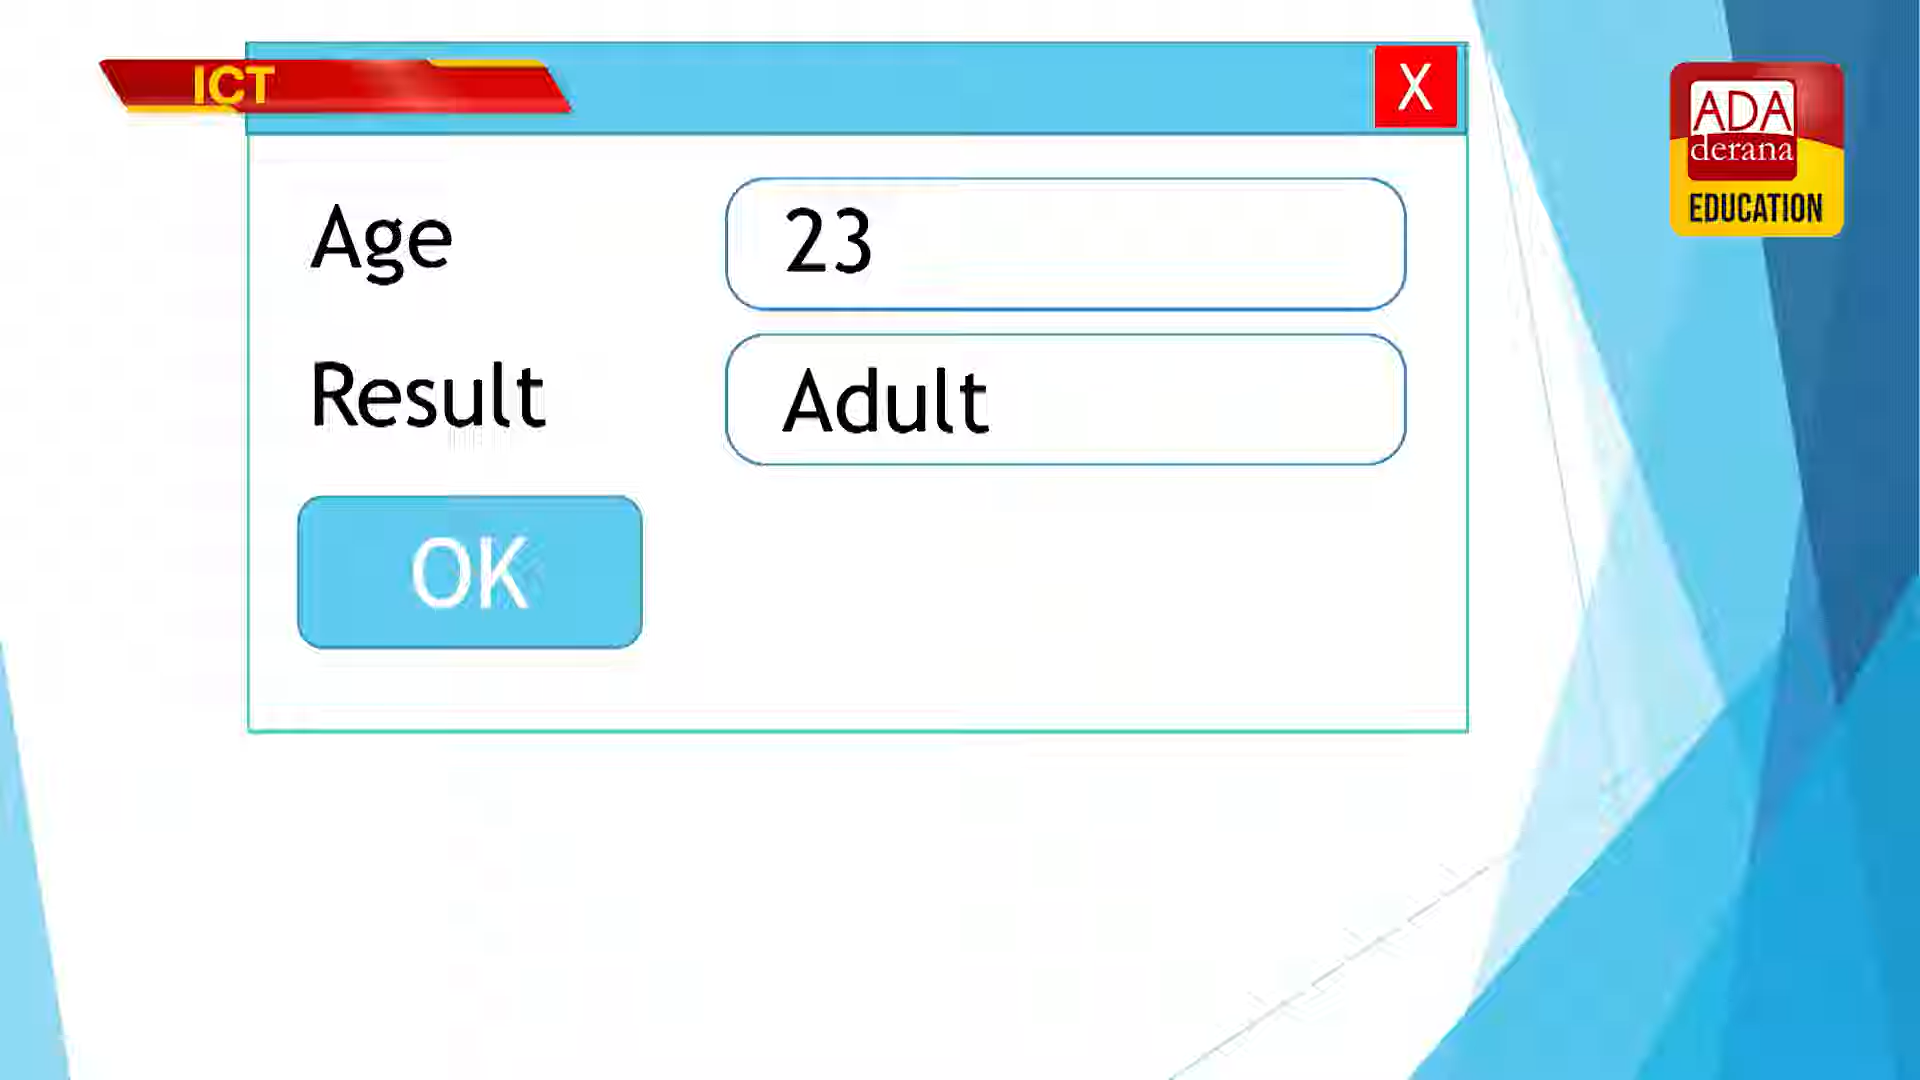 ICT
X
ADA
derana
EDUCATION
Age
23
Result
Adult
OK